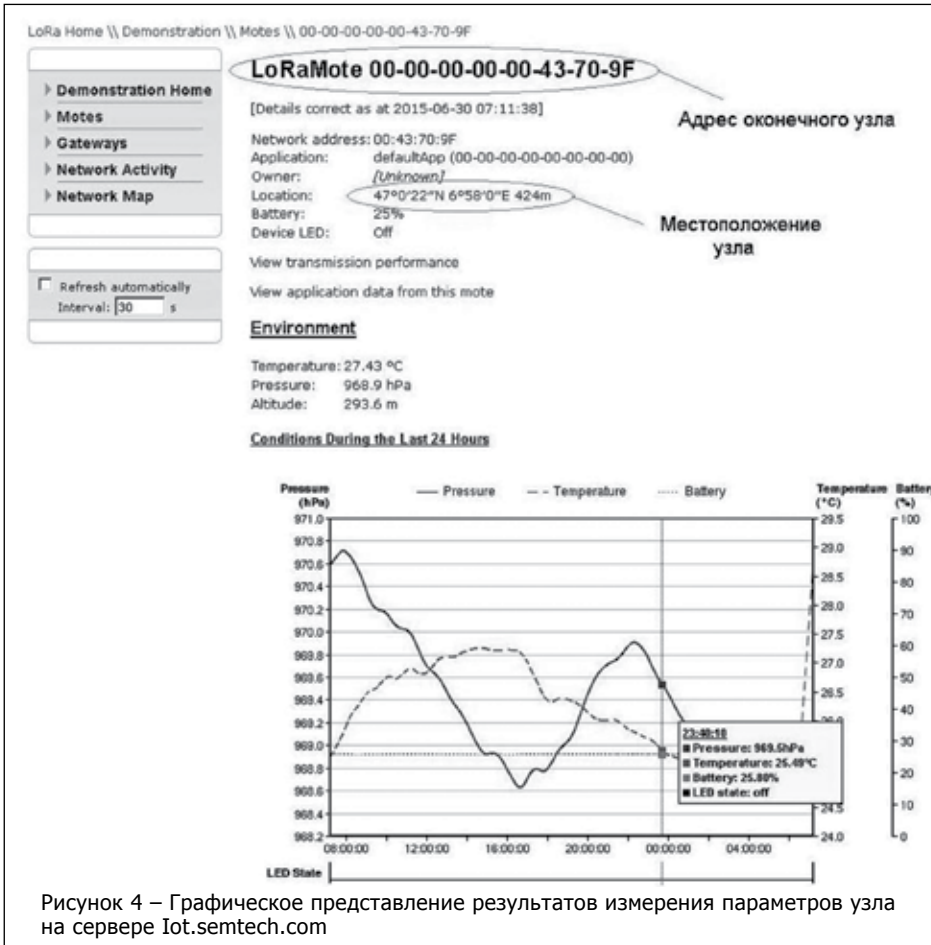 LoRa Home \\ Demonstration \\ Motes \\ 00-00-00-00-00-43-70-9F
Demonstration Home
Motes
Gateways
Network Activity
Network Map
Refresh automatically
Interval: 30 s
LoRaMote 00-00-00-00-00-43-70-9F
[Details correct as at 2015-06-30 07:11:38]
Network address: 00:43:70:9F
Application: defaultApp (00-00-00-00-00-00-00-00)
Owner: [Unknown]
Location: 47°0'22"N 6°58'0"E 424m
Battery: 25%
Device LED: Off
Адрес оконечного узла
Местоположение
узла
View transmission performance
View application data from this mote
Environment
Temperature: 27.43 ºC
Pressure: 968.9 hPa
Altitude: 293.6 m
Conditions During the Last 24 Hours
Pressure
(hPa)
Pressure Temperature Battery
Temperature
(°C)
Battery
(%)
971.0
970.8
970.6
970.4
970.2
970.0
969.8
969.6
969.4
969.2
969.0
968.8
968.6
968.4
968.2
29.5
29.0
28.5
28.0
27.5
27.0
26.5
26.0
24.5
24.0
100
90
80
70
60
50
40
30
20
10
0
23:40:10
Pressure: 969.5hPa
Temperature: 25.49°C
Battery: 25.80%
LED state: off
08:00:00 12:00:00 16:00:00 20:00:00 00:00:00 04:00:00
LED State
Рисунок 4 – Графическое представление результатов измерения параметров узла
на сервере Iot.semtech.com